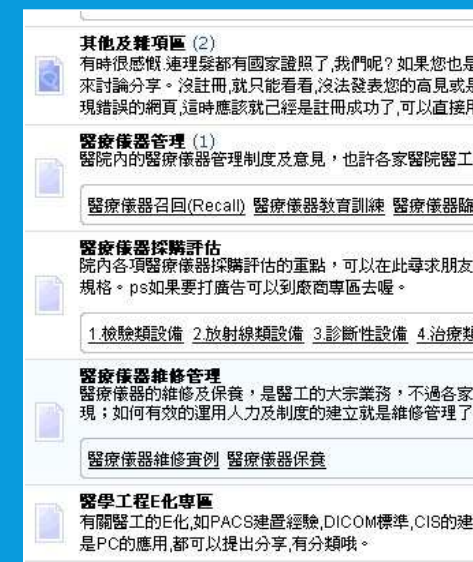 其他及雜項區 (2)
有時很感慨.連理髮都有國家證照了,我們呢? 如果您也是
來討論分享。沒註冊,就只能看看,沒法發表您的高見或是
現錯誤的網頁,這時應該就已經是註冊成功了,可以直接用
醫療儀器管理 (1)
醫院內的醫療儀器管理制度及意見，也許各家醫院醫工
醫療儀器召回(Recall) 醫療儀器教育訓練 醫療儀器臨
醫療儀器採購評估
院內各項醫療儀器採購評估的重點，可以在此尋求朋友
規格。ps如果要打廣告可以到廠商專區去喔。
1.檢驗類設備 2.放射線類設備 3.診斷性設備 4.治療類
醫療儀器維修管理
醫療儀器的維修及保養，是醫工的大宗業務，不過各家
現；如何有效的運用人力及制度的建立就是維修管理了
醫療儀器維修實例 醫療儀器保養
醫學工程E化專區
有關醫工的E化,如PACS建置經驗,DICOM標準,CIS的建
是PC的應用,都可以提出分享,有分類哦。